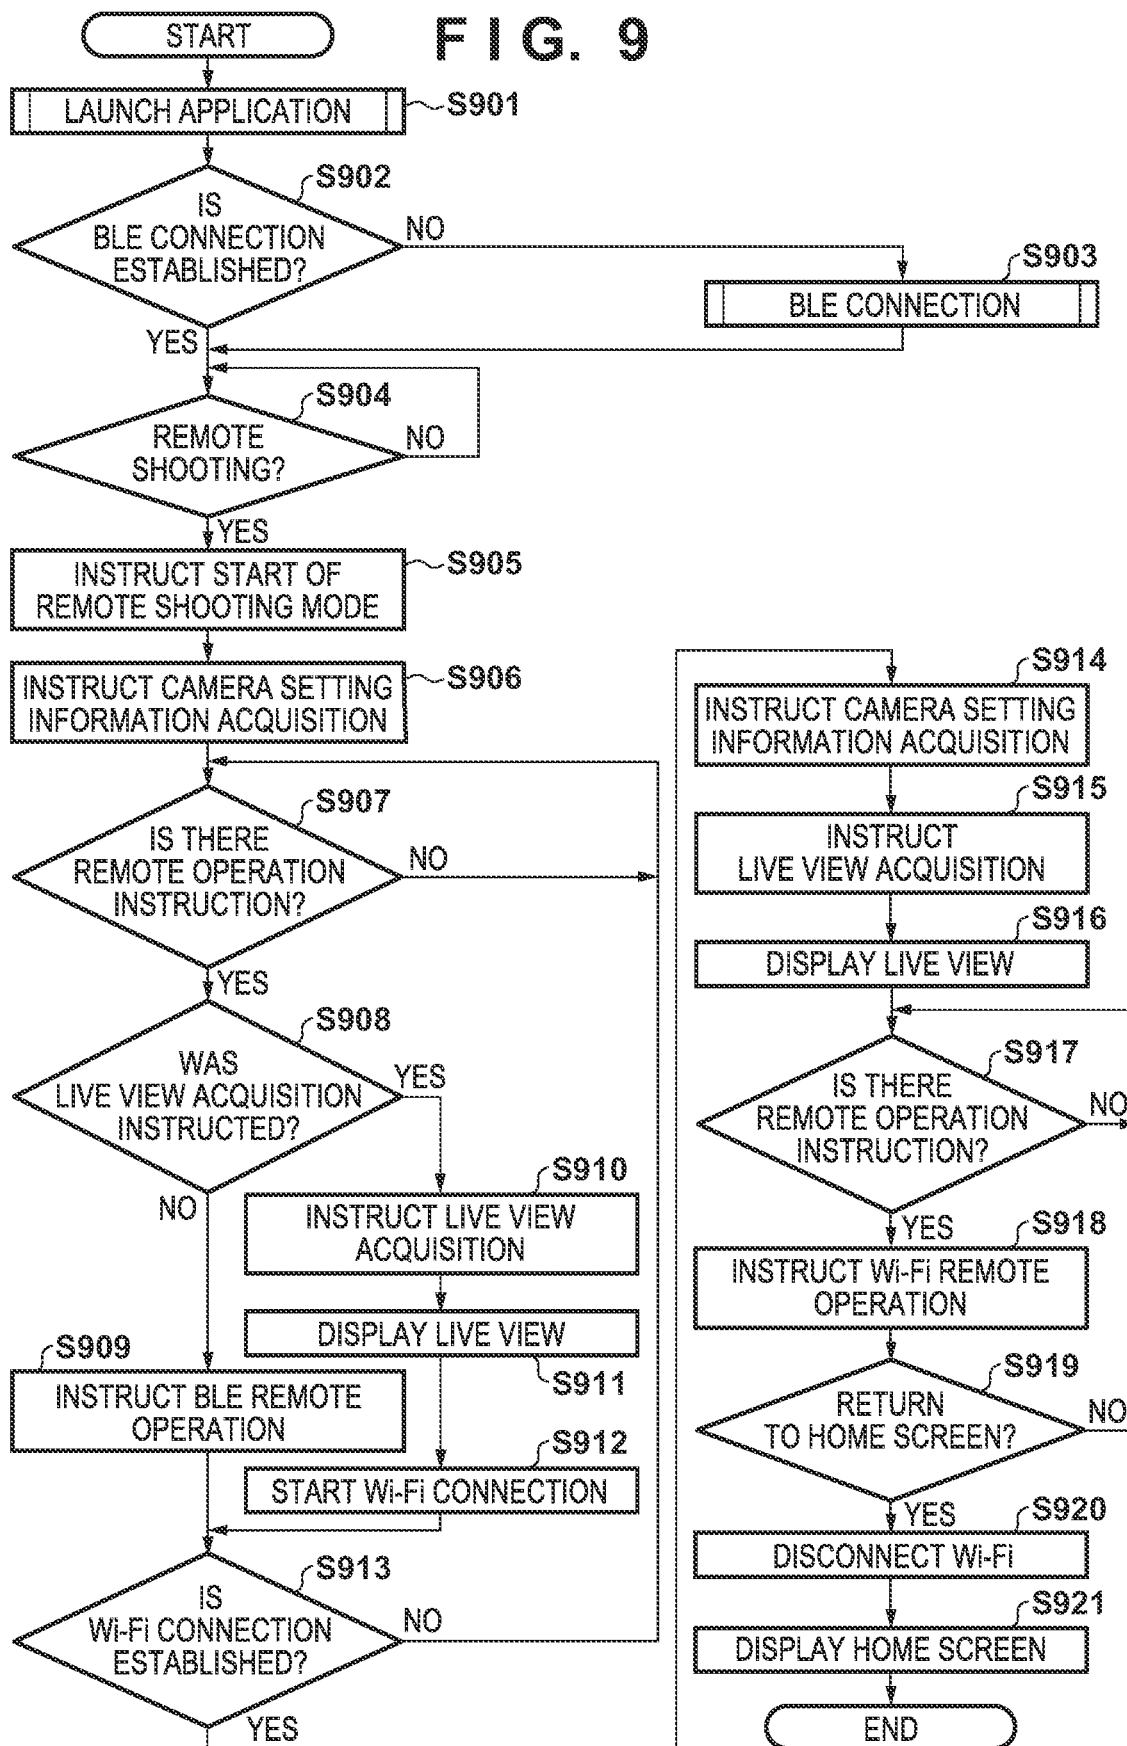 FIG. 9
START
LAUNCH APPLICATION
S901
S902
IS
BLE CONNECTION
ESTABLISHED?
NO
YES
S903
BLE CONNECTION
S904
REMOTE
SHOOTING?
NO
YES
S905
INSTRUCT START OF
REMOTE SHOOTING MODE
S906
INSTRUCT CAMERA SETTING
INFORMATION ACQUISITION
S907
IS THERE
REMOTE OPERATION
INSTRUCTION?
NO
YES
S908
WAS
LIVE VIEW ACQUISITION
INSTRUCTED?
YES
NO
S910
INSTRUCT LIVE VIEW
ACQUISITION
DISPLAY LIVE VIEW
S911
S909
INSTRUCT BLE REMOTE
OPERATION
S912
START Wi-Fi CONNECTION
S913
IS
Wi-Fi CONNECTION
ESTABLISHED?
NO
YES
S914
INSTRUCT CAMERA SETTING
INFORMATION ACQUISITION
S915
INSTRUCT
LIVE VIEW ACQUISITION
S916
DISPLAY LIVE VIEW
S917
IS THERE
REMOTE OPERATION
INSTRUCTION?
NO
YES
S918
INSTRUCT Wi-Fi REMOTE
OPERATION
S919
RETURN
TO HOME SCREEN?
NO
YES
S920
DISCONNECT Wi-Fi
S921
DISPLAY HOME SCREEN
END